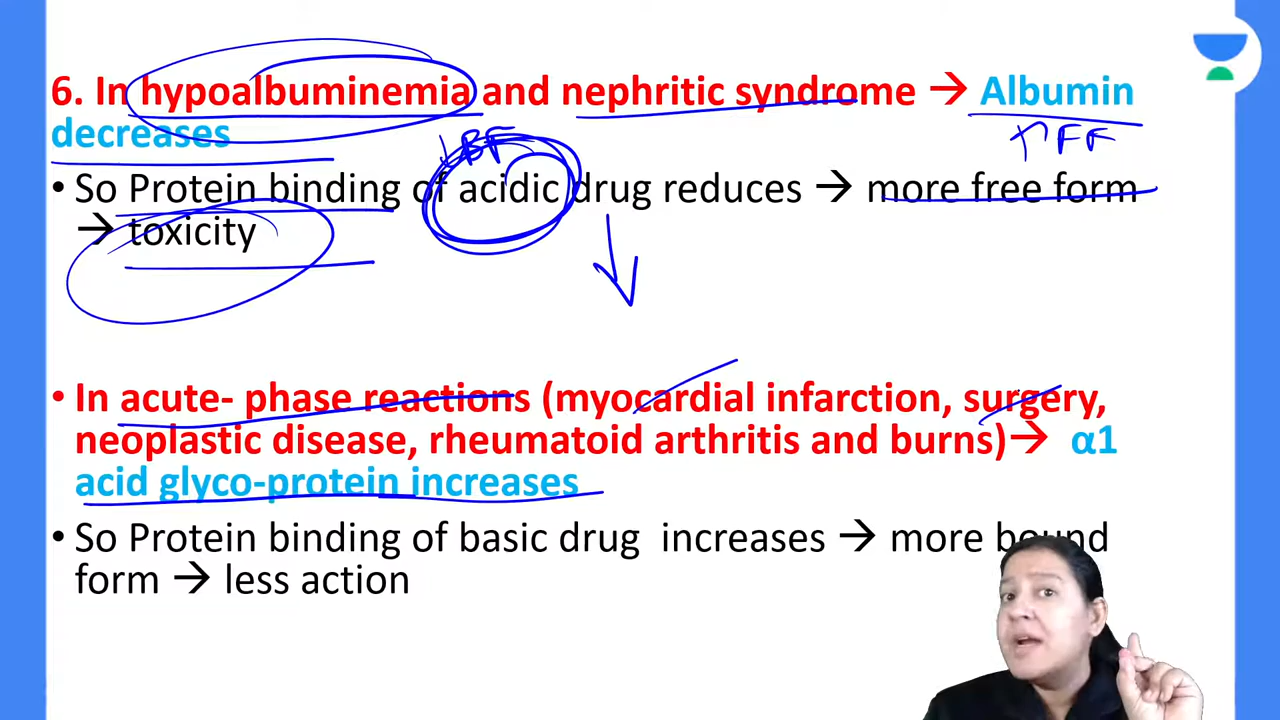 6. In hypoalbuminemia and nephritic syndrome → Albumin
decreases
↓BF
↑FF
• So Protein binding of acidic drug reduces → more free form
→ toxicity
• In acute- phase reactions (myocardial infarction, surgery,
neoplastic disease, rheumatoid arthritis and burns)→ α1
acid glyco-protein increases
• So Protein binding of basic drug increases → more bound
form → less action